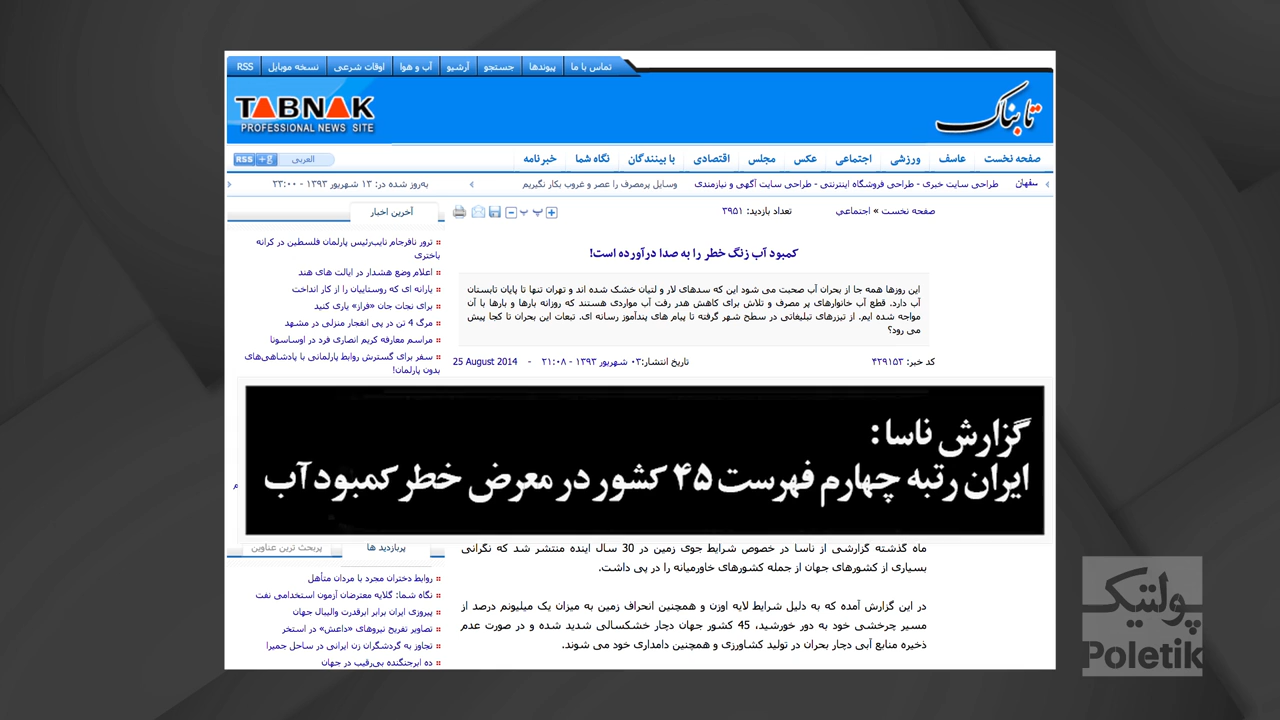 تماس با ما
پیوندها
جستجو
آرشیو
آب و هوا
اوقات شرعی
نسخه موبایل
RSS
TABNAK
PROFESSIONAL NEWS SITE
تابناک
صفحه نخست
عاسف
ورزشی
اجتماعی
عکس
مجلس
اقتصادی
با بینندگان
نگاه شما
خبرنامه
العربی
+g
RSS
طراحی سایت خبری - طراحی فروشگاه اینترنتی - طراحی سایت آگهی و نیازمندی
وسایل پرمصرف را عصر و غروب بکار نگیریم
به‌روز شده در: ۱۳ شهریور ۱۳۹۳ - ۲۳:۰۰
صفحه نخست » اجتماعی
تعداد بازدید: ۳۹۵۱
کمبود آب زنگ خطر را به صدا درآورده است!
این روزها همه جا از بحران آب صحبت می شود این که سدهای لار و لتیان خشک شده اند و تهران تنها تا پایان تابستان
آب دارد. قطع آب خانوارهای پر مصرف و تلاش برای کاهش هدر رفت آب مواردی هستند که روزانه بارها و بارها با آن
مواجه شده ایم. از تیزرهای تبلیغاتی در سطح شهر گرفته تا پیام های پندآموز رسانه ای. تبعات این بحران تا کجا پیش
می رود؟
کد خبر: ۴۲۹۱۵۳
تاریخ انتشار: ۰۳ شهریور ۱۳۹۳ - ۲۱:۰۸ - 25 August 2014
گزارش ناسا:
ایران رتبه چهارم فهرست ۴۵ کشور در معرض خطر کمبود آب
ماه گذشته گزارشی از ناسا در خصوص شرایط جوی زمین در 30 سال آینده منتشر شد که نگرانی
بسیاری از کشورهای جهان از جمله کشورهای خاورمیانه را در پی داشت.
در این گزارش آمده که به دلیل شرایط لایه اوزن و همچنین انحراف زمین به میزان یک میلیونم درصد از
مسیر چرخشی خود به دور خورشید، 45 کشور جهان دچار خشکسالی شدید شده و در صورت عدم
ذخیره منابع آبی دچار بحران در تولید کشاورزی و همچنین دامداری خود می شوند.
آخرین اخبار
ترور نافرجام نایب‌رئیس پارلمان فلسطین در کرانه
باختری
اعلام وضع هشدار در ایالت های هند
یارانه ای که روستاییان را از کار انداخت
برای نجات جان «فراز» یاری کنید
مرگ 4 تن در پی انفجار منزلی در مشهد
مراسم معارفه کریم انصاری فرد در اوساسونا
سفر برای گسترش روابط پارلمانی با پادشاهی‌های
بدون پارلمان!
پربازدید ها
پربحث ترین عناوین
روابط دختران مجرد با مردان متأهل
نگاه شما: گلایه معترضان آزمون استخدامی نفت
پیروزی ایران برابر ابرقدرت والیبال جهان
تصاویر تفریح نیروهای «داعش» در استخر
تجاوز به گردشگران زن ایرانی در ساحل جمیرا
ده ابرجنگنده بی‌رقیب در جهان
پولتیک
Poletik